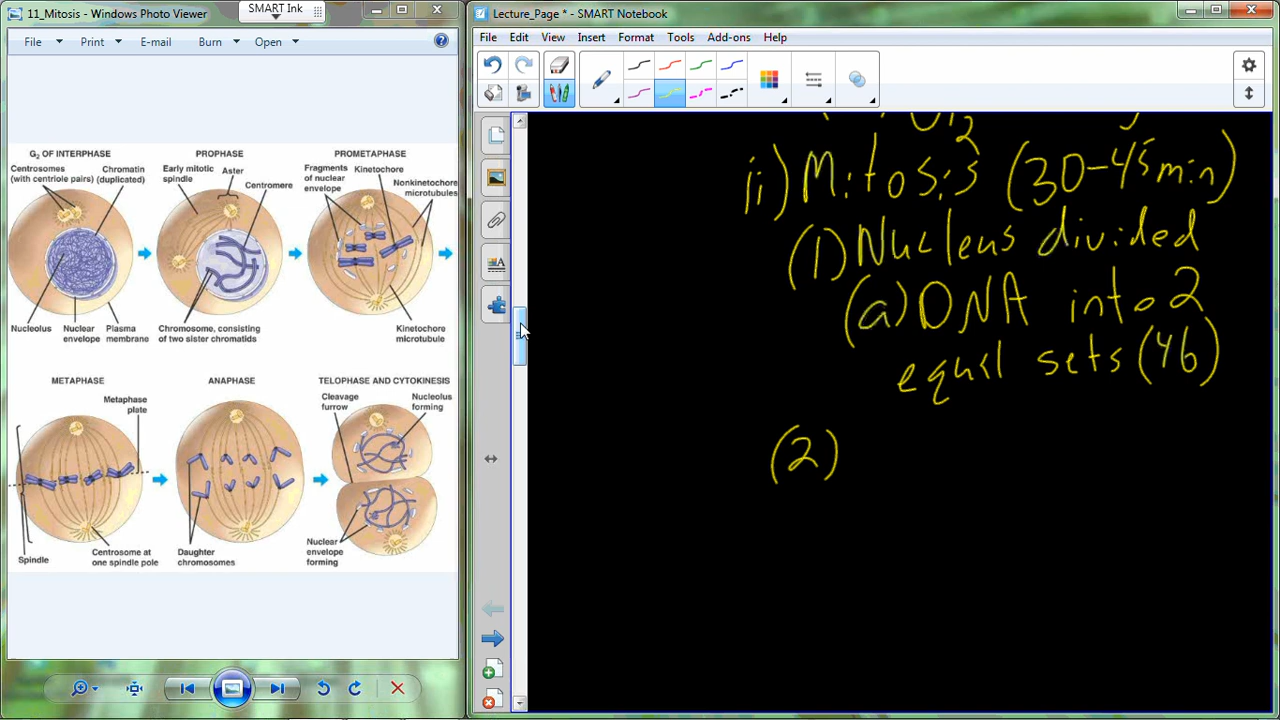 11_Mitosis - Windows Photo Viewer
SMART Ink
File Print E-mail Burn Open
G2 OF INTERPHASE
Centrosomes (with centriole pairs)
Chromatin (duplicated)
Nucleolus
Nuclear envelope
Plasma membrane
PROPHASE
Early mitotic spindle
Aster
Centromere
Chromosome, consisting
of two sister chromatids
PROMETAPHASE
Fragments of nuclear envelope
Kinetochore
Nonkinetochore microtubules
Kinetochore microtubule
METAPHASE
Metaphase plate
Spindle
Centrosome at
one spindle pole
ANAPHASE
Daughter
chromosomes
TELOPHASE AND CYTOKINESIS
Cleavage furrow
Nucleolus forming
Nuclear envelope forming
Lecture_Page * - SMART Notebook
File Edit View Insert Format Tools Add-ons Help
ii) Mitosis (30-45min)
(1) Nucleus divided
(a) DNA into 2
equal sets (46)
(2)